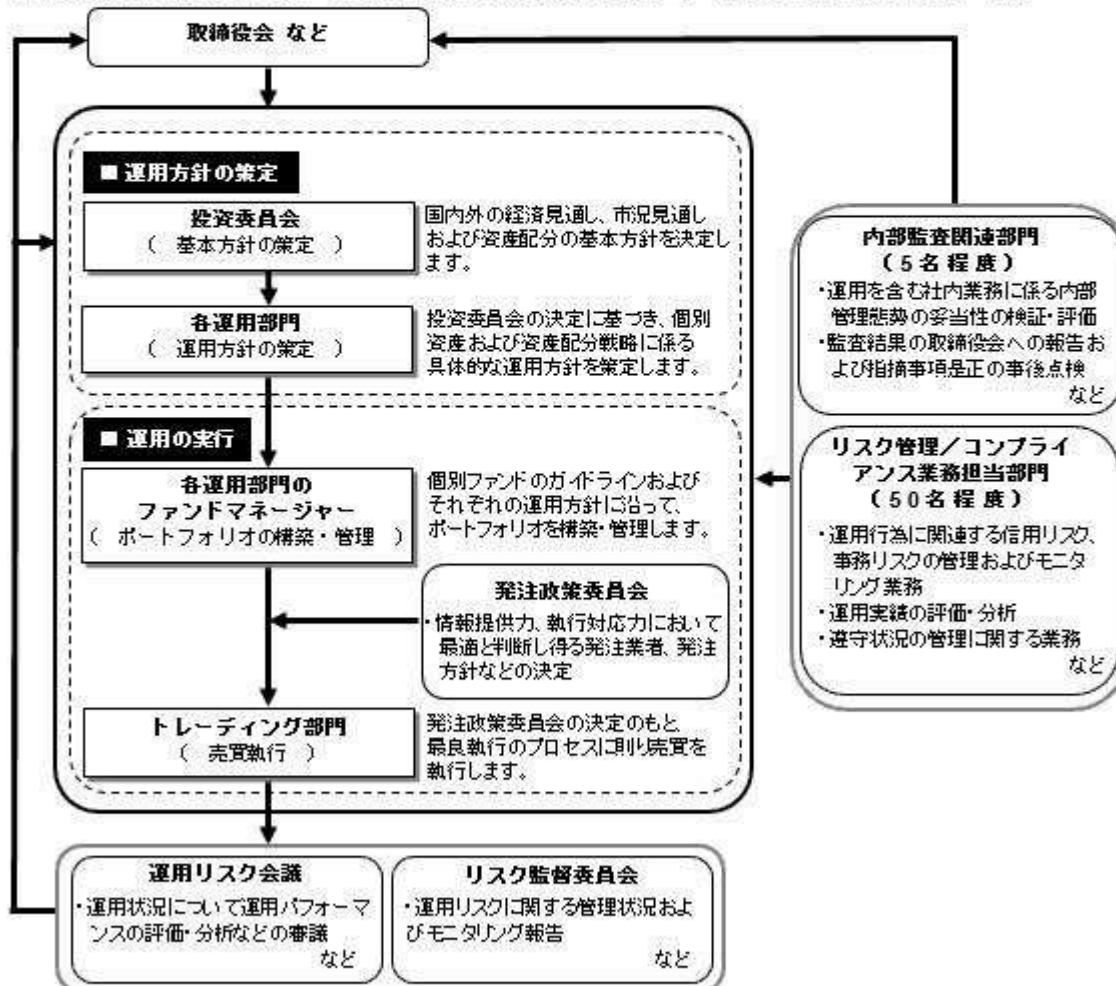 取締役会 など
■ 運用方針の策定
投資委員会
( 基本方針の策定 )
国内外の経済見通し、市況見通し
および資産配分の基本方針を決定し
ます。
各運用部門
( 運用方針の策定 )
投資委員会の決定に基づき、個別
資産および資産配分戦略に係る
具体的な運用方針を策定します。
■ 運用の実行
各運用部門の
ファンドマネージャー
( ポートフォリオの構築・管理 )
個別ファンドのガイドラインおよび
それぞれの運用方針に沿って、
ポートフォリオを構築・管理します。
発注政策委員会
・情報提供力、執行対応力において
最適と判断し得る発注業者、発注
方針などの決定
トレーディング部門
( 売買執行 )
発注政策委員会の決定のもと、
最良執行のプロセスに則り売買を
執行します。
内部監査関連部門
(5名程度)
・運用を含む社内業務に係る内部
管理態勢の妥当性の検証・評価
・監査結果の取締役会への報告お
よび指摘事項是正の事後点検
など
リスク管理/コンプライ
アンス業務担当部門
(50名程度)
・運用行為に関連する信用リスク、
事務リスクの管理およびモニタ
リング業務
・運用実績の評価・分析
・遵守状況の管理に関する業務
など
運用リスク会議
・運用状況について運用パフォーマ
ンスの評価・分析などの審議
など
リスク監督委員会
・運用リスクに関する管理状況およ
びモニタリング報告
など